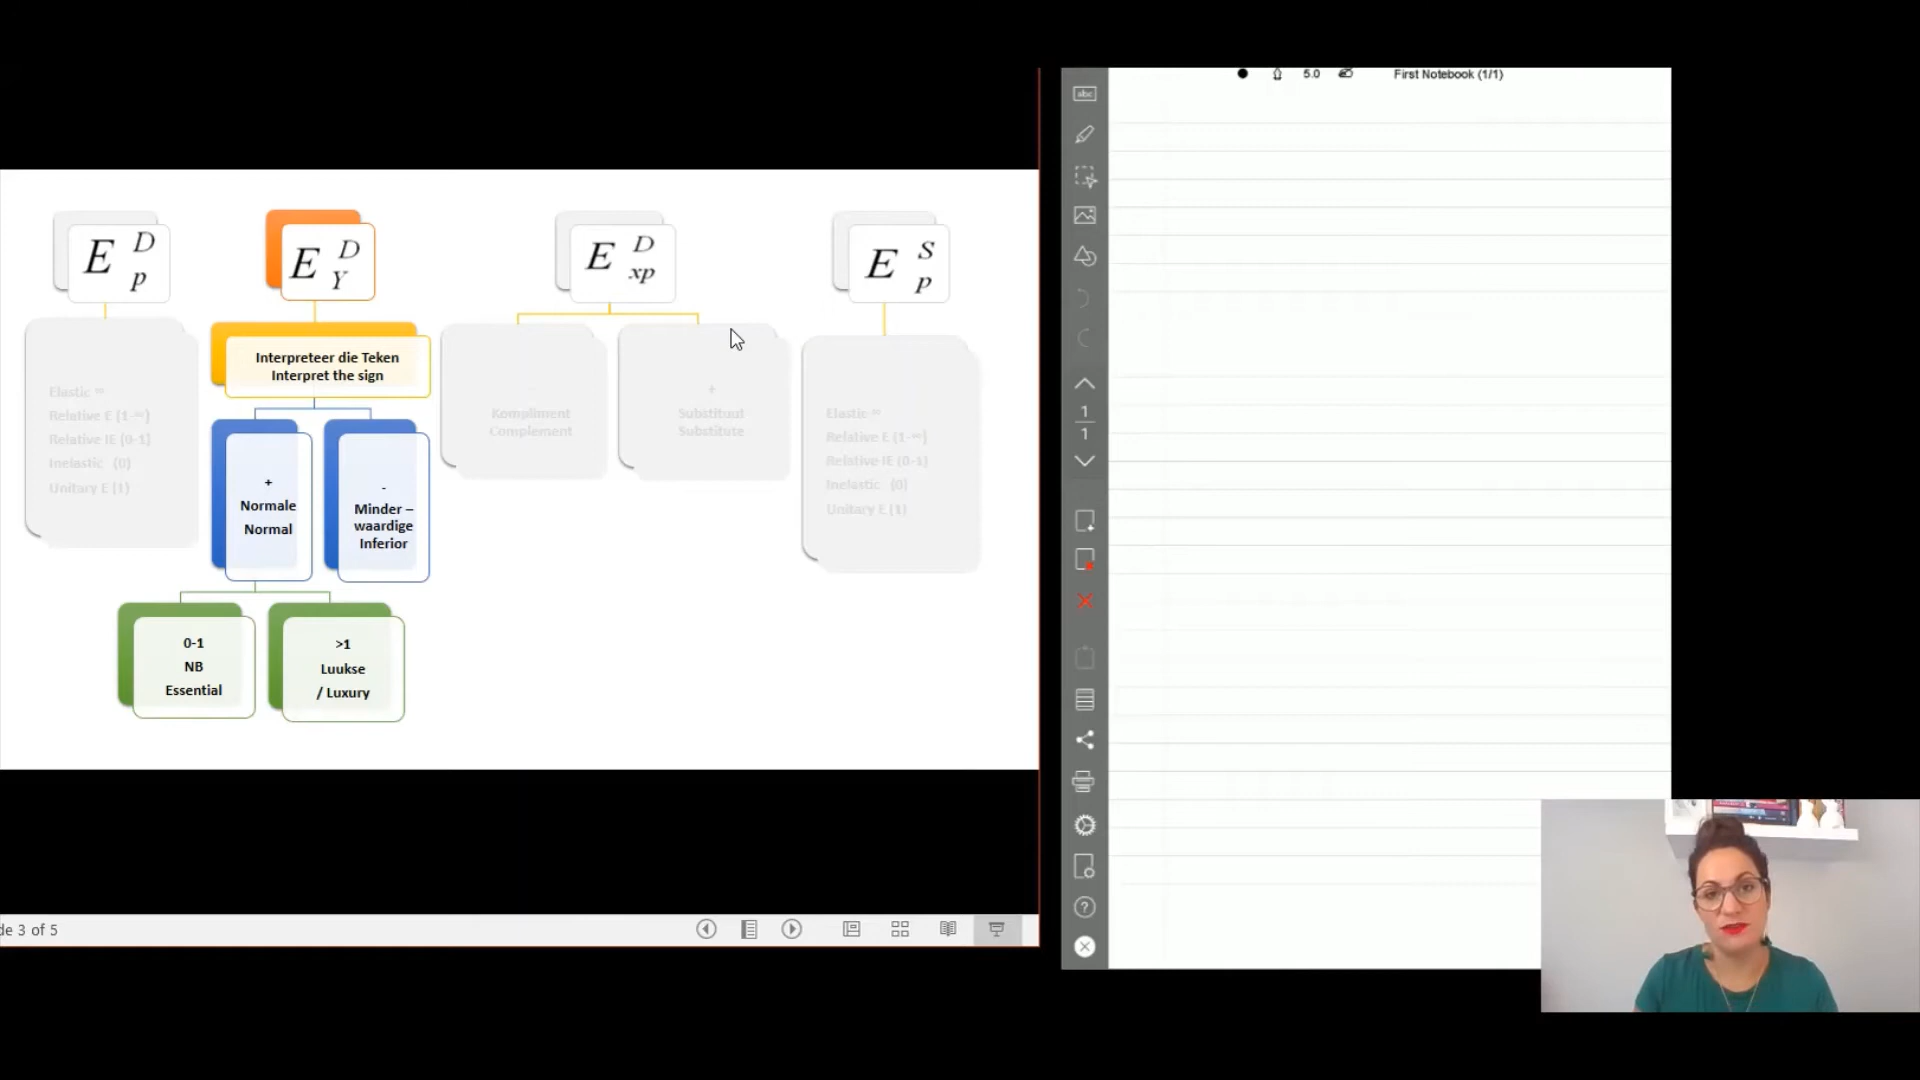 5.0 First Notebook (1/1)
abc
E D p
E D Y
E D xp
E S p
Interpreteer die Teken
Interpret the sign
Elastic ∞
Relative E (1-∞)
Relative IE (0-1)
Inelastic (0)
Unitary E (1)
+
Normale
Normal
-
Minder –
waardige
Inferior
-
Kompliment
Complement
+
Substituut
Substitute
Elastic ∞
Relative E (1-∞)
Relative IE (0-1)
Inelastic (0)
Unitary E (1)
0-1
NB
Essential
>1
Luukse
/ Luxury
1
1
de 3 of 5